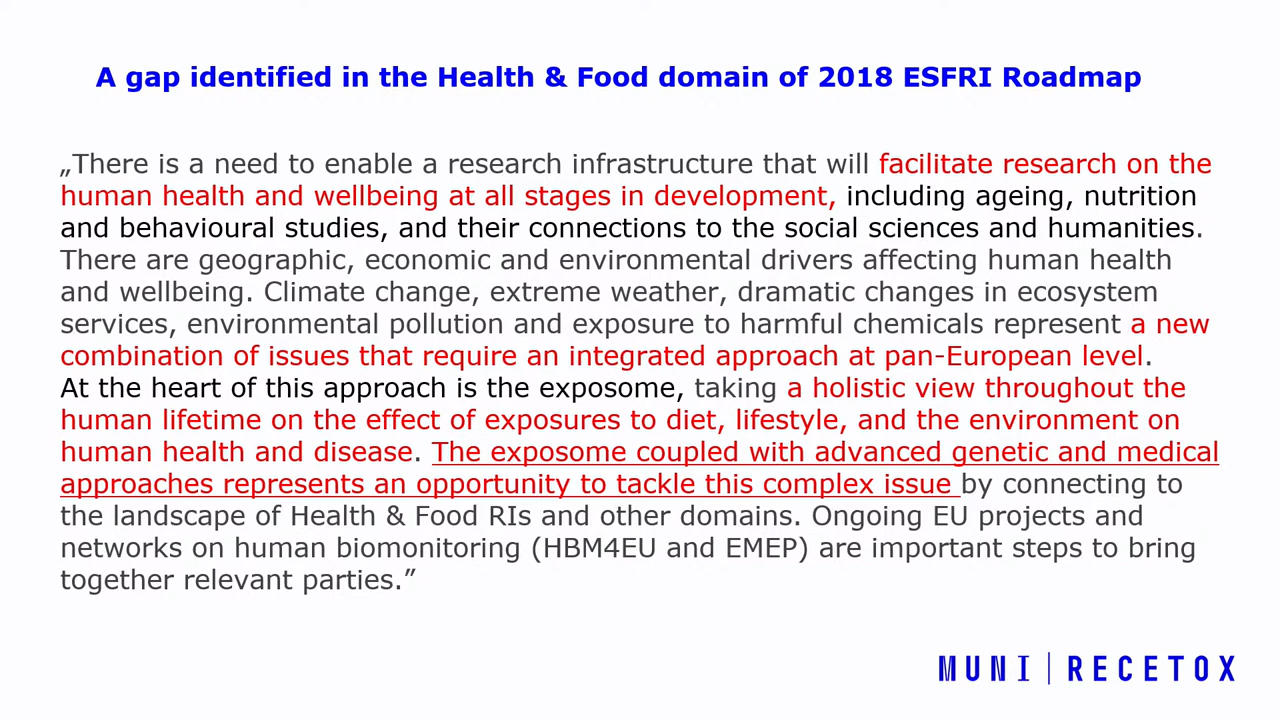 A gap identified in the Health & Food domain of 2018 ESFRI Roadmap
„There is a need to enable a research infrastructure that will facilitate research on the
human health and wellbeing at all stages in development, including ageing, nutrition
and behavioural studies, and their connections to the social sciences and humanities.
There are geographic, economic and environmental drivers affecting human health
and wellbeing. Climate change, extreme weather, dramatic changes in ecosystem
services, environmental pollution and exposure to harmful chemicals represent a new
combination of issues that require an integrated approach at pan-European level.
At the heart of this approach is the exposome, taking a holistic view throughout the
human lifetime on the effect of exposures to diet, lifestyle, and the environment on
human health and disease. The exposome coupled with advanced genetic and medical
approaches represents an opportunity to tackle this complex issue by connecting to
the landscape of Health & Food RIs and other domains. Ongoing EU projects and
networks on human biomonitoring (HBM4EU and EMEP) are important steps to bring
together relevant parties.”
MUNI | RECETOX